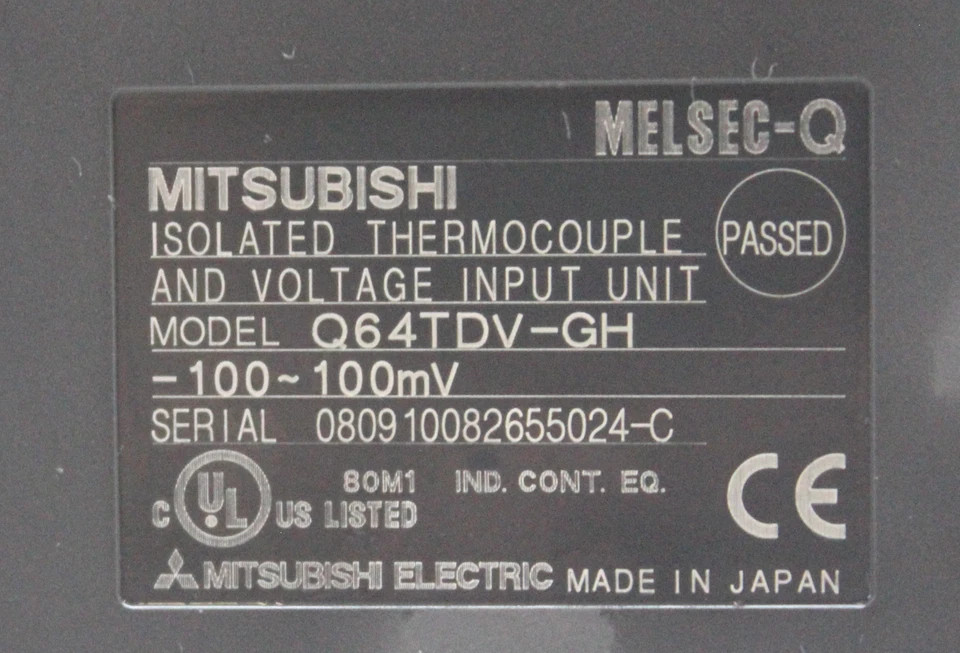 MELSEC-Q
MITSUBISHI
ISOLATED THERMOCOUPLE
AND VOLTAGE INPUT UNIT
PASSED
MODEL Q64TDV-GH
-100~100mV
SERIAL 080910082655024-C
C UL US LISTED
80M1 IND. CONT. EQ.
CE
MITSUBISHI ELECTRIC MADE IN JAPAN